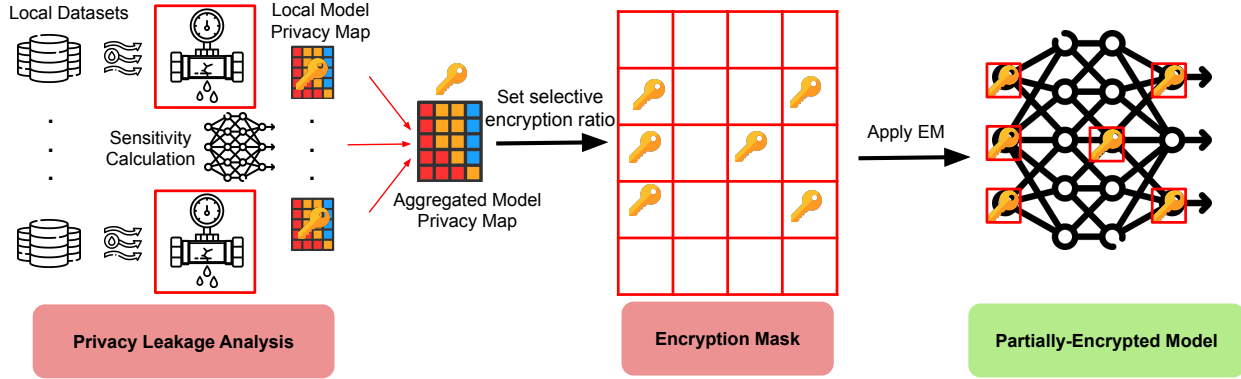 Local Datasets
Local Model
Privacy Map
Sensitivity
Calculation
Aggregated Model
Privacy Map
Set selective
encryption ratio
Apply EM
Privacy Leakage Analysis
Encryption Mask
Partially-Encrypted Model